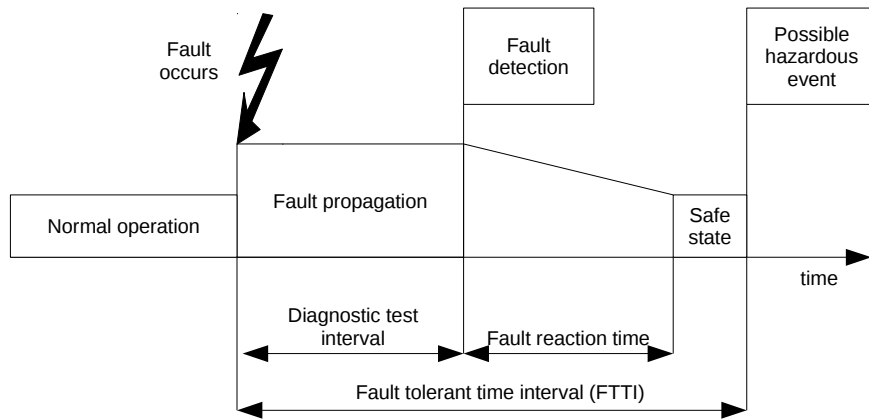 Fault
occurs
Fault
detection
Possible
hazardous
event
Normal operation
Fault propagation
Safe
state
time
Diagnostic test
interval
Fault reaction time
Fault tolerant time interval (FTTI)